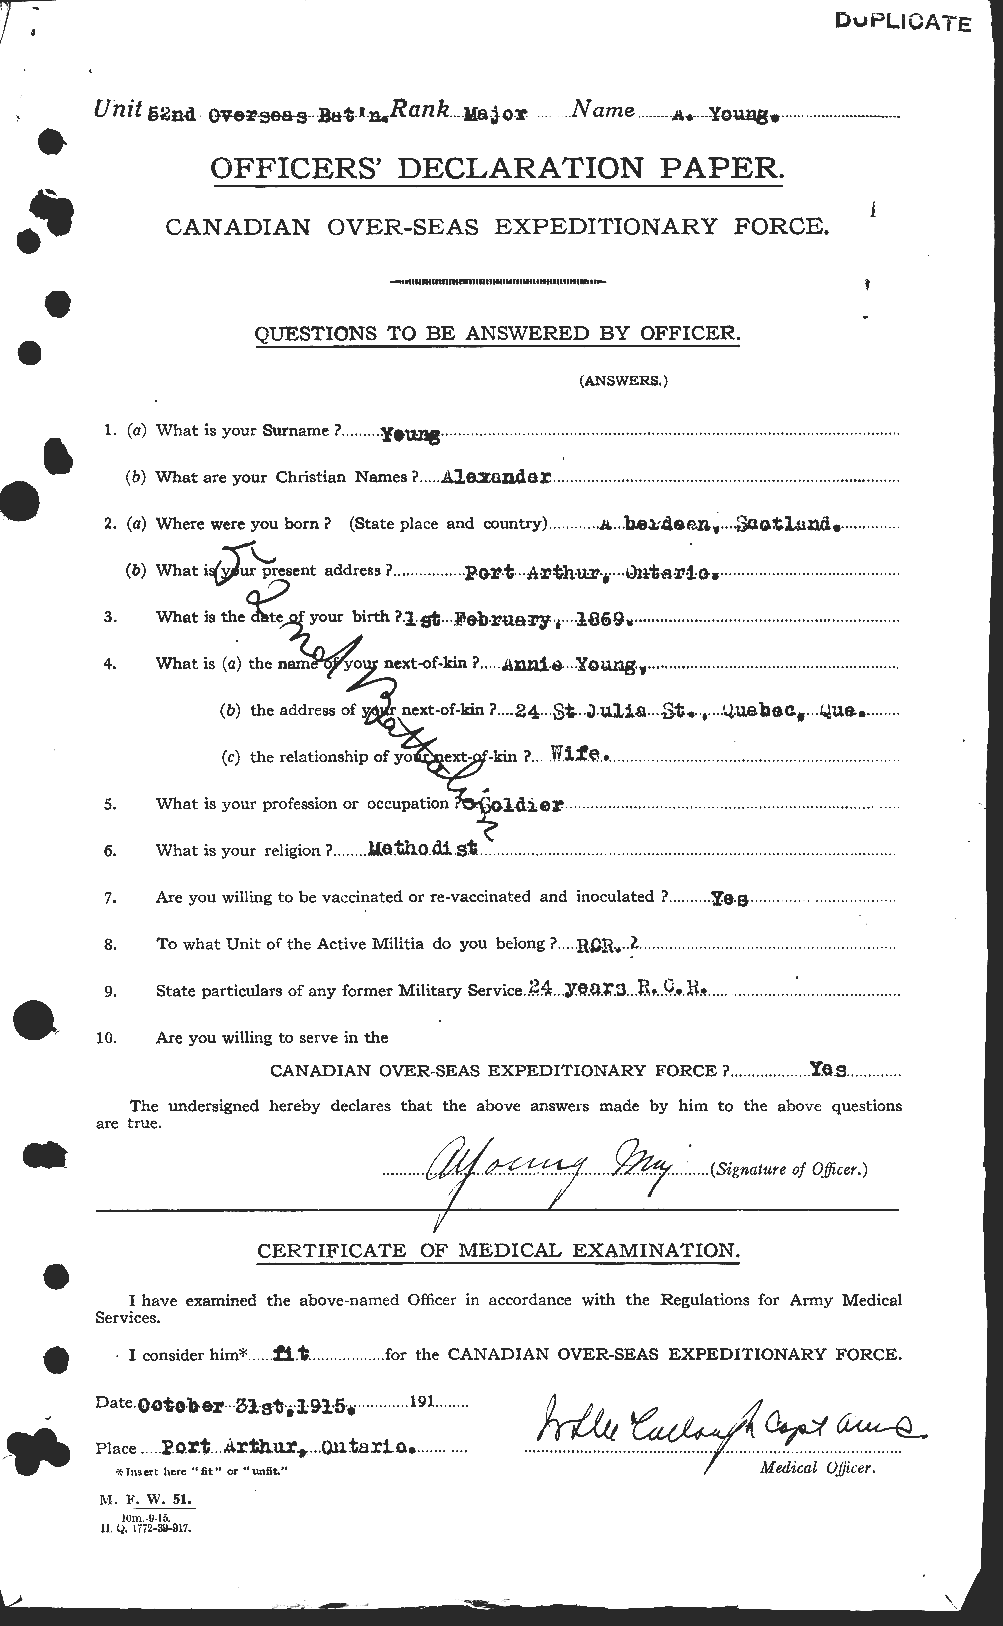 DUPLICATE
Unit 52nd Overseas Bat'n. Rank Major Name A. Young.
OFFICERS' DECLARATION PAPER.
CANADIAN OVER-SEAS EXPEDITIONARY FORCE.
QUESTIONS TO BE ANSWERED BY OFFICER.
(ANSWERS.)
1. (a) What is your Surname ? Young
(b) What are your Christian Names ? Alexander
2. (a) Where were you born ? (State place and country) A berdeen, Scotland.
(b) What is your present address ? Port Arthur, Ontario.
3. What is the date of your birth ? 1st February, 1869.
4. What is (a) the name of your next-of-kin ? Annie Young,
(b) the address of your next-of-kin ? 24 St Julia St., Quebec, Que.
(c) the relationship of your next-of-kin ? Wife.
5. What is your profession or occupation ? Soldier
6. What is your religion ? Methodist
7. Are you willing to be vaccinated or re-vaccinated and inoculated ? Yes
8. To what Unit of the Active Militia do you belong ? RCR. 2
9. State particulars of any former Military Service 24 years R.C.R.
10. Are you willing to serve in the
CANADIAN OVER-SEAS EXPEDITIONARY FORCE ? Yes
52nd Battalion
The undersigned hereby declares that the above answers made by him to the above questions
are true.
A Young Maj (Signature of Officer.)
CERTIFICATE OF MEDICAL EXAMINATION.
I have examined the above-named Officer in accordance with the Regulations for Army Medical
Services.
I consider him* fit for the CANADIAN OVER-SEAS EXPEDITIONARY FORCE.
Date October 31st, 1915. 191
Place Port Arthur, Ontario.
Capt
Medical Officer.
*Insert here "fit" or "unfit."
M. F. W. 51.
10m.-9-15.
H. Q. 1772-39-917.